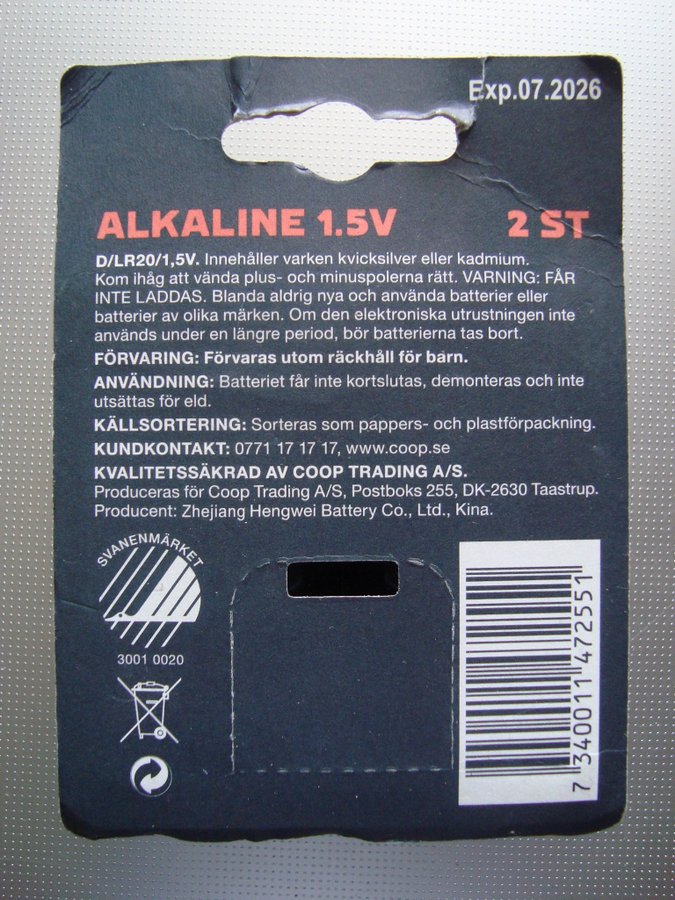 Exp.07.2026
ALKALINE 1.5V 2 ST
D/LR20/1,5V. Innehåller varken kvicksilver eller kadmium.
Kom ihåg att vända plus- och minuspolerna rätt. VARNING: FÅR
INTE LADDAS. Blanda aldrig nya och använda batterier eller
batterier av olika märken. Om den elektroniska utrustningen inte
används under en längre period, bör batterierna tas bort.
FÖRVARING: Förvaras utom räckhåll för barn.
ANVÄNDNING: Batteriet får inte kortslutas, demonteras och inte
utsättas för eld.
KÄLLSORTERING: Sorteras som pappers- och plastförpackning.
KUNDKONTAKT: 0771 17 17 17, www.coop.se
KVALITETSSÄKRAD AV COOP TRADING A/S.
Produceras för Coop Trading A/S, Postboks 255, DK-2630 Taastrup.
Producent: Zhejiang Hengwei Battery Co., Ltd., Kina.
SVANENMÄRKET
3001 0020
7 340011 472551